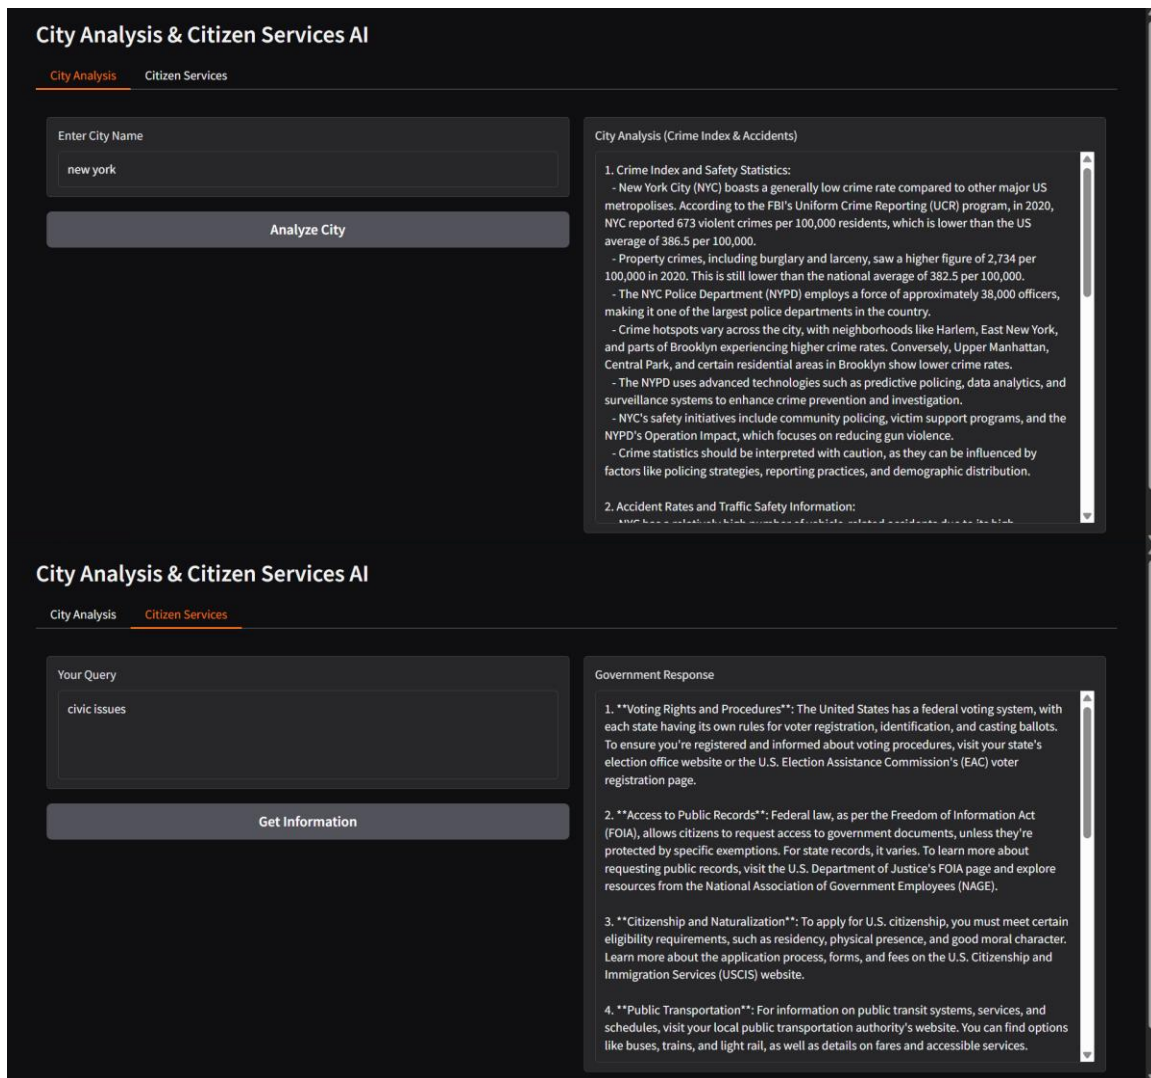 City Analysis & Citizen Services AI
City Analysis
Citizen Services
Enter City Name
new york
Analyze City
City Analysis (Crime Index & Accidents)
1. Crime Index and Safety Statistics:
- New York City (NYC) boasts a generally low crime rate compared to other major US
metropolises. According to the FBI's Uniform Crime Reporting (UCR) program, in 2020,
NYC reported 673 violent crimes per 100,000 residents, which is lower than the US
average of 386.5 per 100,000.
- Property crimes, including burglary and larceny, saw a higher figure of 2,734 per
100,000 in 2020. This is still lower than the national average of 382.5 per 100,000.
- The NYC Police Department (NYPD) employs a force of approximately 38,000 officers,
making it one of the largest police departments in the country.
- Crime hotspots vary across the city, with neighborhoods like Harlem, East New York,
and parts of Brooklyn experiencing higher crime rates. Conversely, Upper Manhattan,
Central Park, and certain residential areas in Brooklyn show lower crime rates.
- The NYPD uses advanced technologies such as predictive policing, data analytics, and
surveillance systems to enhance crime prevention and investigation.
- NYC's safety initiatives include community policing, victim support programs, and the
NYPD's Operation Impact, which focuses on reducing gun violence.
- Crime statistics should be interpreted with caution, as they can be influenced by
factors like policing strategies, reporting practices, and demographic distribution.
2. Accident Rates and Traffic Safety Information:
City Analysis & Citizen Services AI
City Analysis
Citizen Services
Your Query
civic issues
Get Information
Government Response
1. **Voting Rights and Procedures**: The United States has a federal voting system, with
each state having its own rules for voter registration, identification, and casting ballots.
To ensure you're registered and informed about voting procedures, visit your state's
election office website or the U.S. Election Assistance Commission's (EAC) voter
registration page.
2. **Access to Public Records**: Federal law, as per the Freedom of Information Act
(FOIA), allows citizens to request access to government documents, unless they're
protected by specific exemptions. For state records, it varies. To learn more about
requesting public records, visit the U.S. Department of Justice's FOIA page and explore
resources from the National Association of Government Employees (NAGE).
3. **Citizenship and Naturalization**: To apply for U.S. citizenship, you must meet certain
eligibility requirements, such as residency, physical presence, and good moral character.
Learn more about the application process, forms, and fees on the U.S. Citizenship and
Immigration Services (USCIS) website.
4. **Public Transportation**: For information on public transit systems, services, and
schedules, visit your local public transportation authority's website. You can find options
like buses, trains, and light rail, as well as details on fares and accessible services.